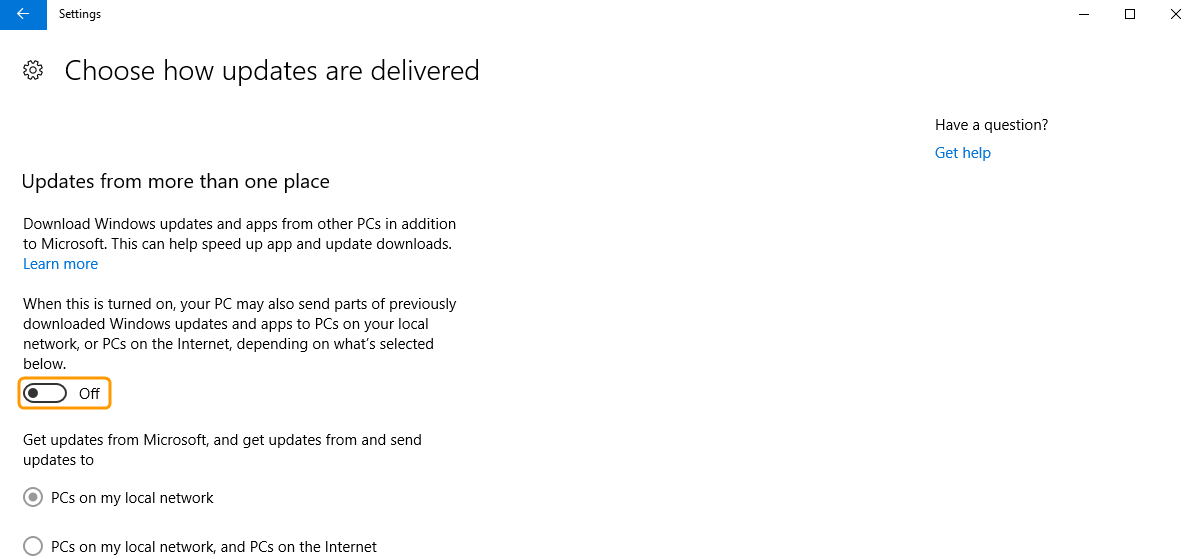 Settings
Choose how updates are delivered
Have a question?
Get help
Updates from more than one place
Download Windows updates and apps from other PCs in addition
to Microsoft. This can help speed up app and update downloads.
Learn more
When this is turned on, your PC may also send parts of previously
downloaded Windows updates and apps to PCs on your local
network, or PCs on the Internet, depending on what’s selected
below.
Off
Get updates from Microsoft, and get updates from and send
updates to
PCs on my local network
PCs on my local network, and PCs on the Internet